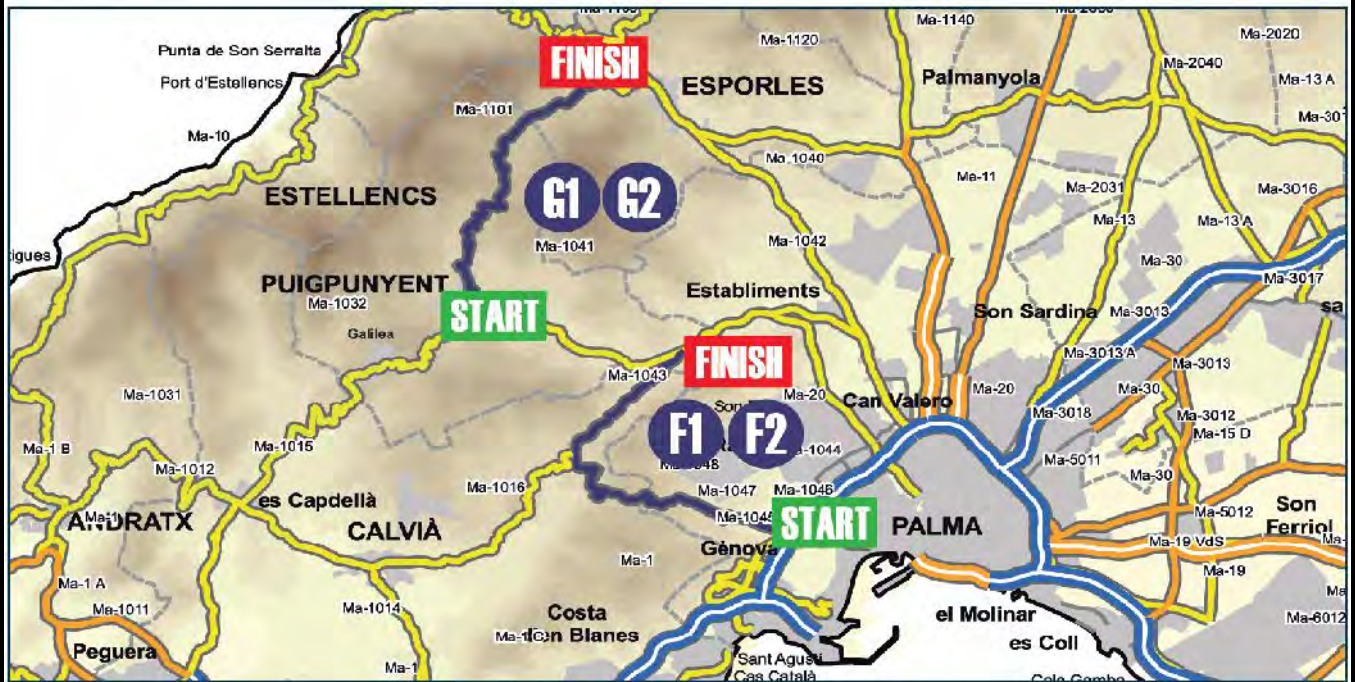 Ma-1140
Ma-2020
Ma-1120
Punta de Son Serralta
FINISH
ESPORLES
Palmanyola
Ma-2040
Port d'Estellencs
Ma-13 A
Ma-1101
Ma-10
Ma-1040
Ma-11
Ma-2031
Ma-3016
ESTELLENCS
G1 G2
Ma-13
Ma-13 A
Ma-1041
Ma-1042
Ma-30
Ma-3017
PUIGPUNYENT
Establiments
Ma-1032
START
Son Sardina
Ma-3013
Galilea
FINISH
Ma-3013 A
Ma-1043
Ma-3013
Ma-1031
Ma-20
Can Valero
Ma-20
Ma-30
Ma-3018
Ma-3012
F1 F2
Ma-15 D
Ma-1 B
Ma-1015
Ma-1044
Ma-5011
Ma-1012
Ma-30
Ma-1016
Ma-1047
Ma-1046
es Capdellà
START
PALMA
Ma-5012
Son
Ferriol
ANDRATX
CALVIÀ
Gènova
Ma-19 VdS
Ma-1
Ma-19
Ma-1 A
Ma-1011
Ma-1014
Costa
d'en Blanes
el Molinar
Ma-6012
Peguera
es Coll
Ma-1
Sant Agustí
Cas Català
Cala Gamba